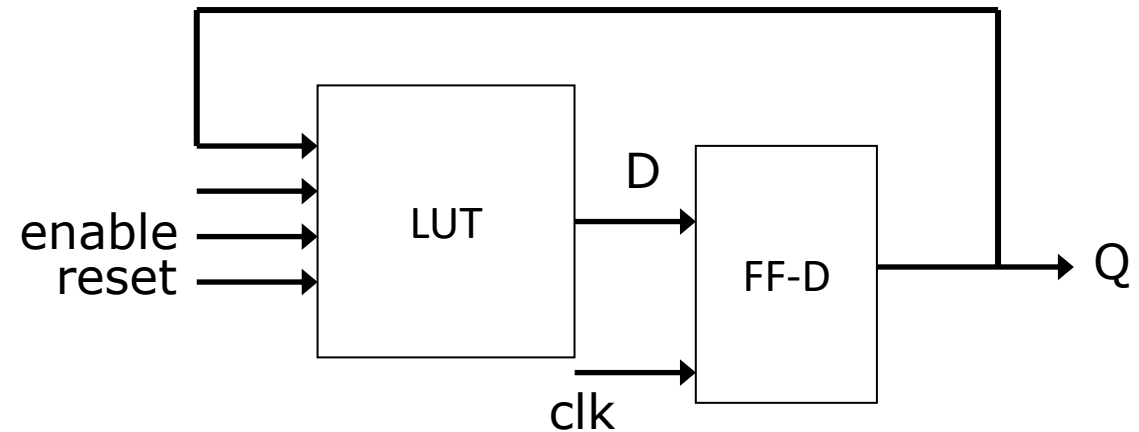 D
enable
LUT
reset
FF-D
Q
clk